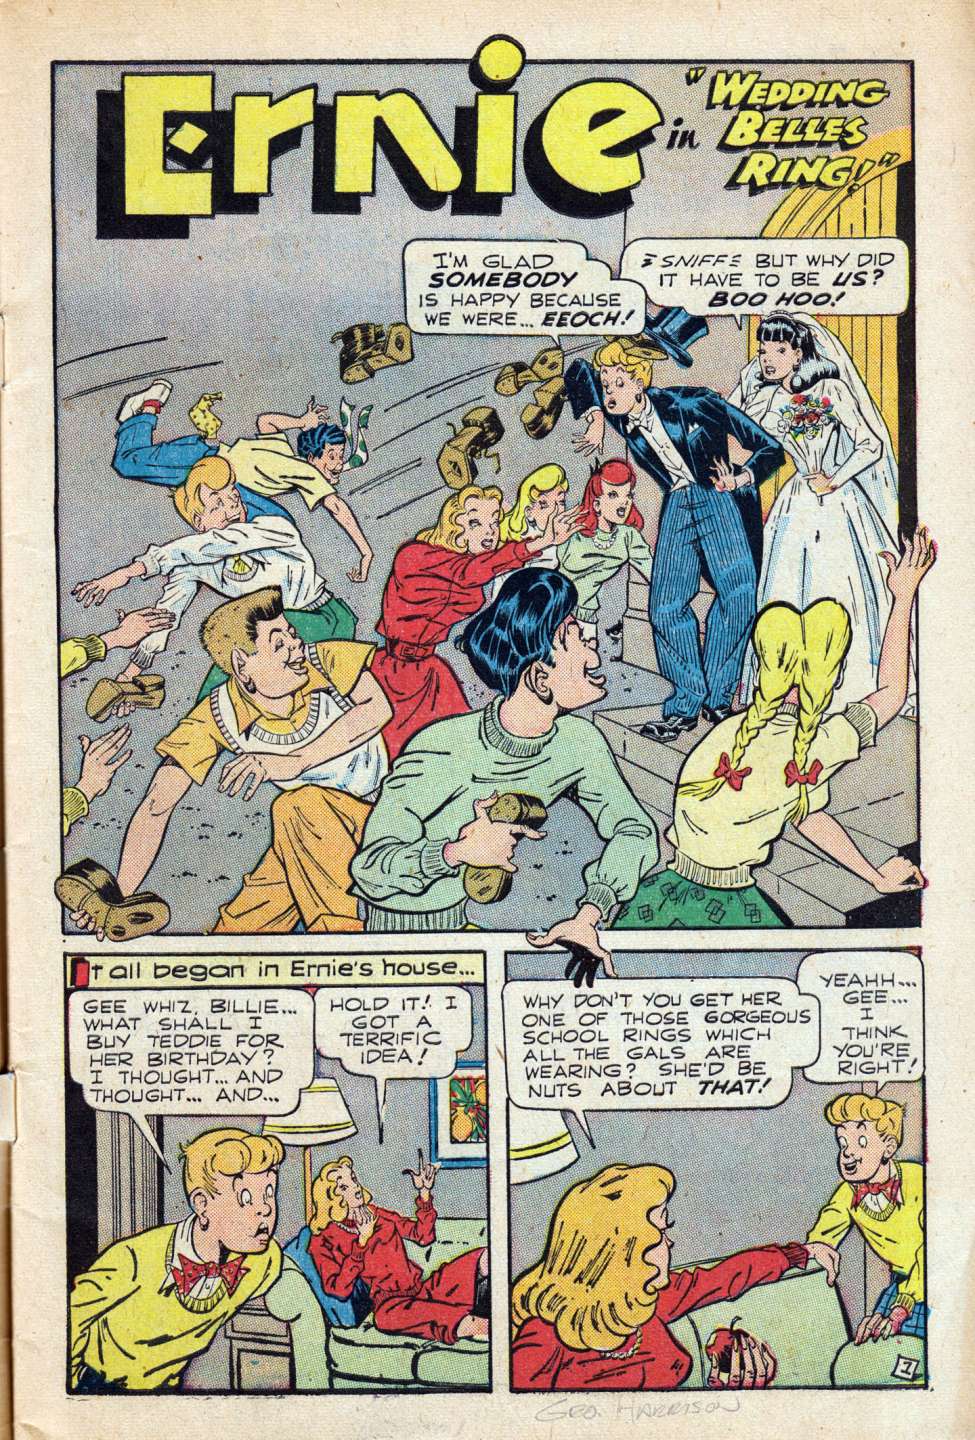 Ernie
in
"WEDDING
BELLES
RING!"
I'M GLAD
SOMEBODY
IS HAPPY BECAUSE
WE WERE... EEOCH!
SNIFF BUT WHY DID
IT HAVE TO BE US?
BOO HOO!
It all began in Ernie's house...
GEE WHIZ, BILLIE...
WHAT SHALL I
BUY TEDDIE FOR
HER BIRTHDAY?
I THOUGHT... AND
THOUGHT... AND...
HOLD IT! I
GOT A
TERRIFIC
IDEA!
WHY DON'T YOU GET HER
ONE OF THOSE GORGEOUS
SCHOOL RINGS WHICH
ALL THE GALS ARE
WEARING? SHE'D BE
NUTS ABOUT THAT!
YEAHH...
GEE...
I
THINK
YOU'RE
RIGHT!
1
GEO. HARRISON